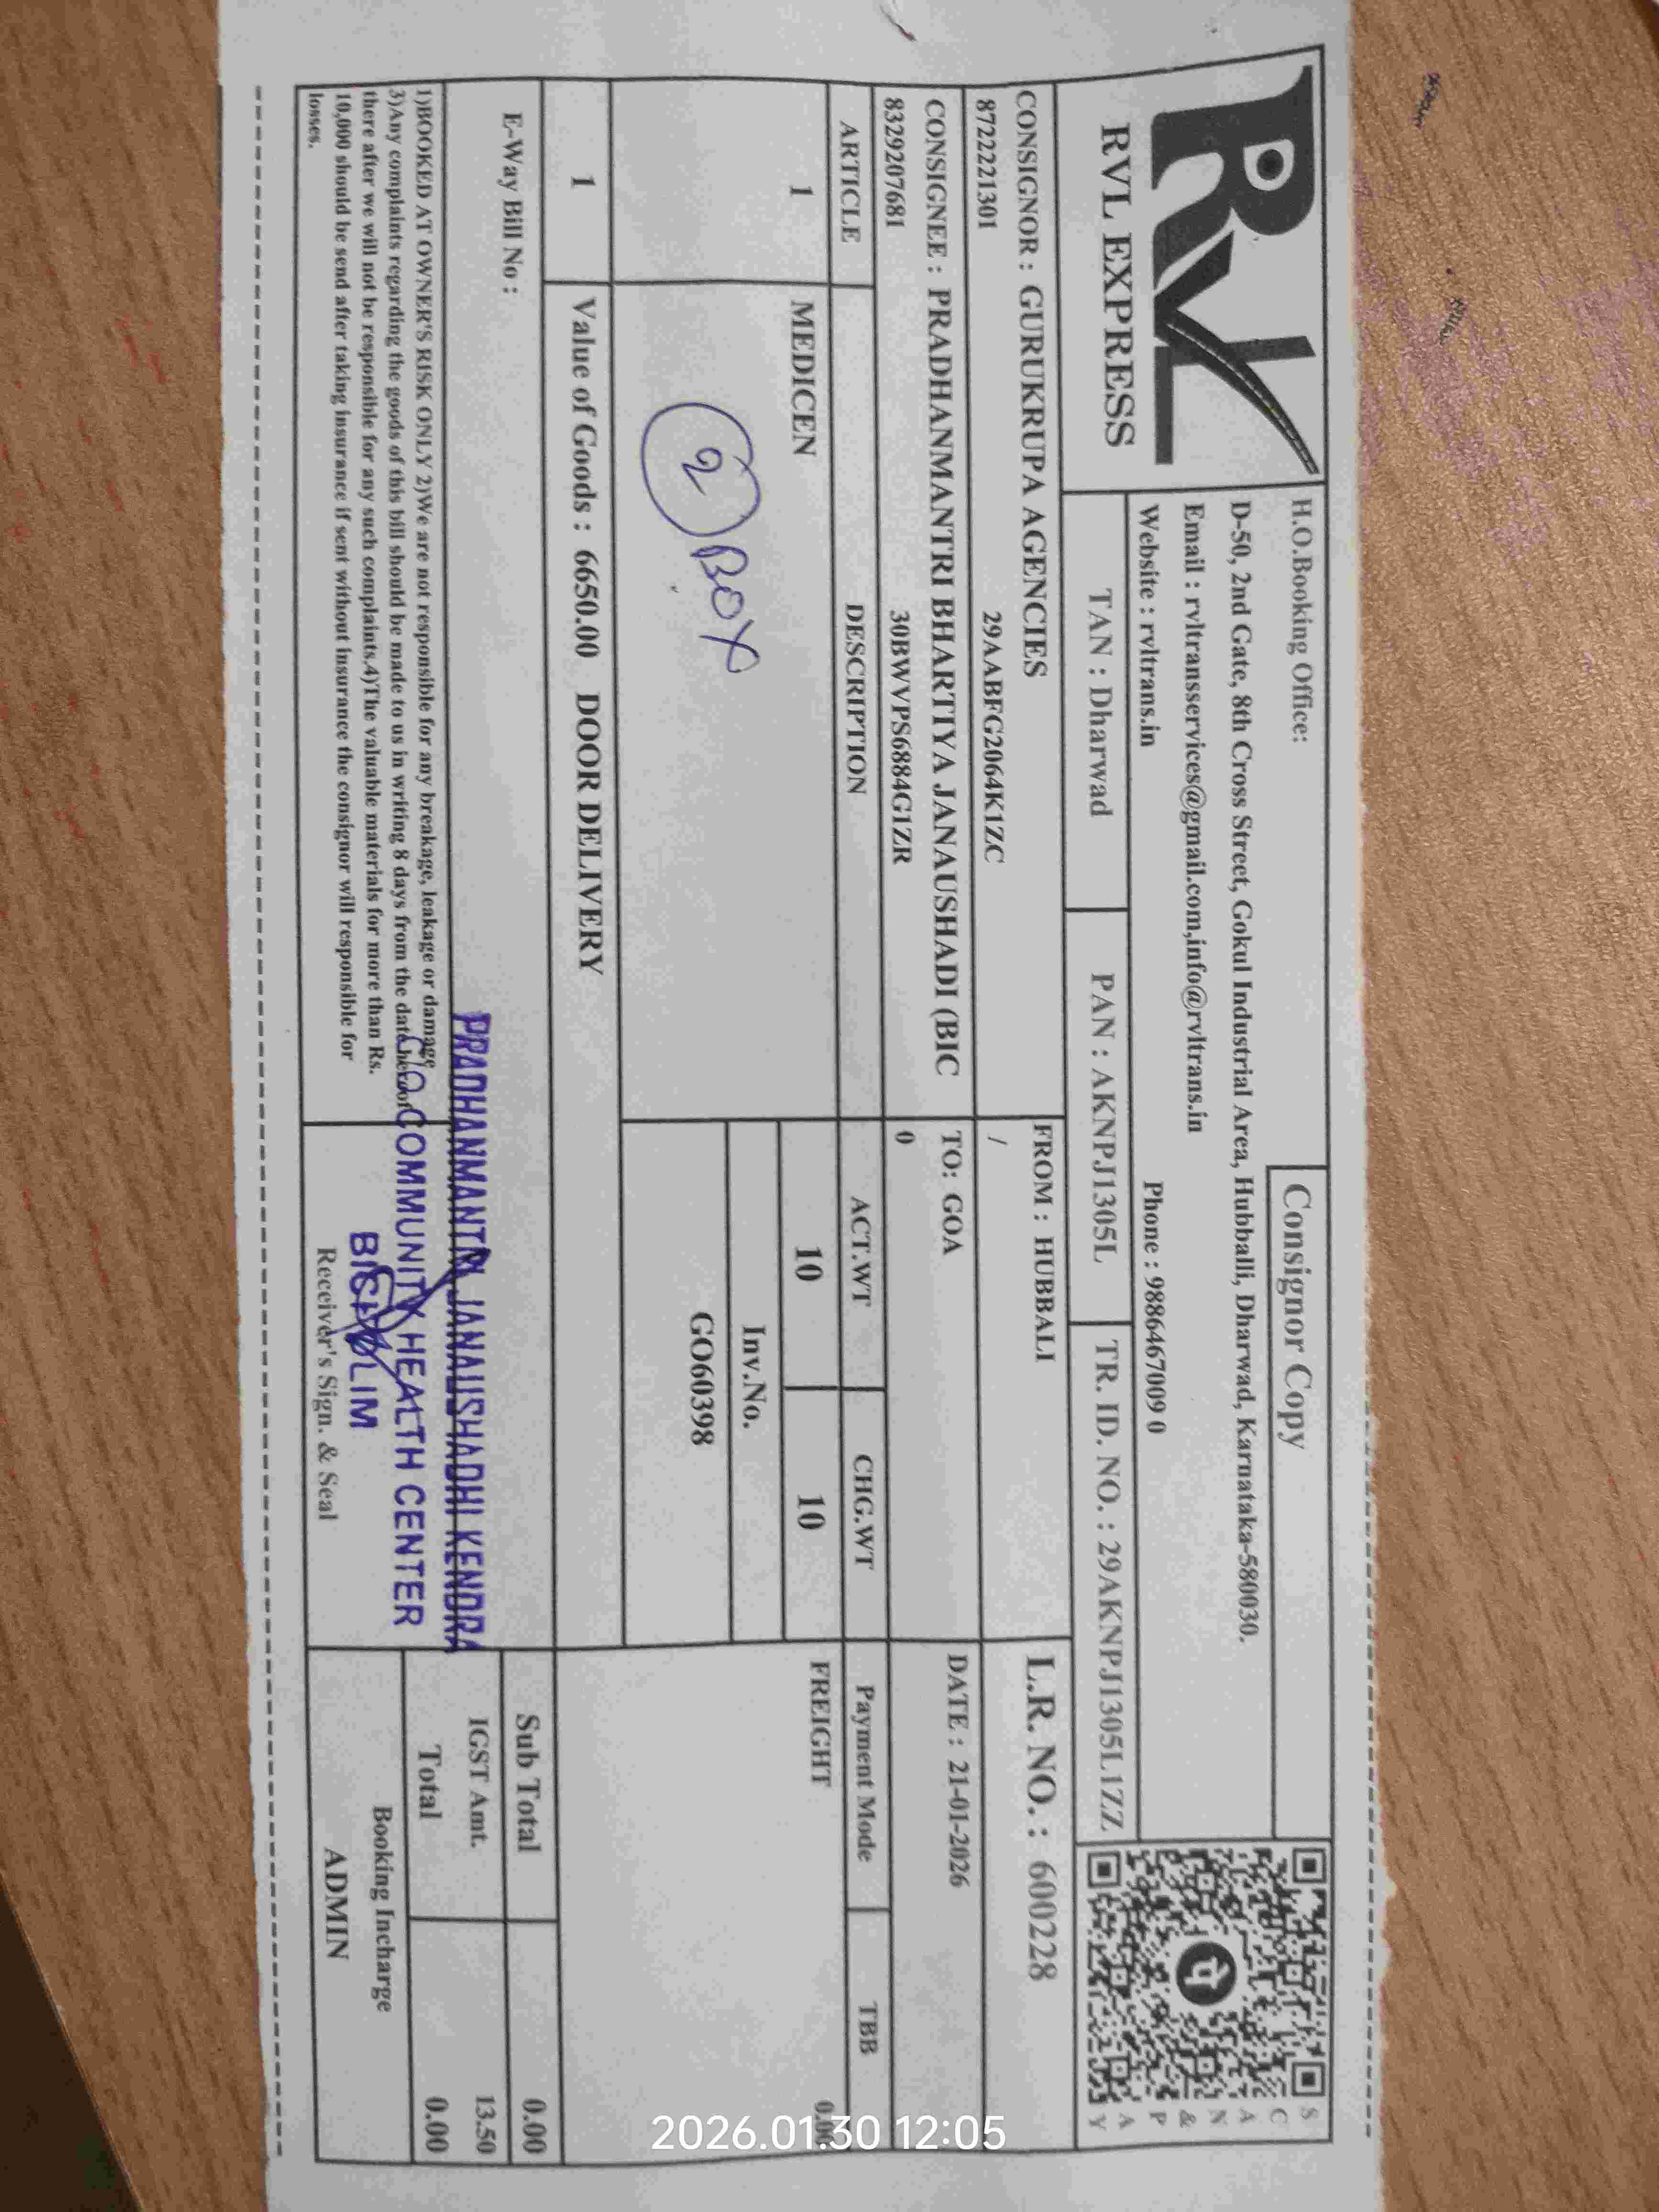 RVL
RVL EXPRESS
H.O.Booking Office:
Consignor Copy
D-50, 2nd Gate, 8th Cross Street, Gokul Industrial Area, Hubballi, Dharwad, Karnataka-580030.
Email : rvltransservices@gmail.com,info@rvltrans.in
Website : rvltrans.in Phone : 9886467009 0
SCAN & PAY
TAN : Dharwad PAN : AKNPJ1305L TR. ID. NO. : 29AKNPJ1305L1ZZ
CONSIGNOR : GURUKRUPA AGENCIES FROM : HUBBALI L.R. NO. : 600228
8722221301 29AABFG2064K1ZC /
CONSIGNEE : PRADHANMANTRI BHARTIYA JANAUSHADI (BIC TO: GOA DATE : 21-01-2026
8329207681 30BWVPS6884G1ZR 0
ARTICLE DESCRIPTION ACT.WT CHG.WT Payment Mode TBB
1 MEDICEN 10 10 FREIGHT 0.00
Inv.No.
2 BOX
GO60398
1 Value of Goods : 6650.00 DOOR DELIVERY
E-Way Bill No :
Sub Total 0.00
IGST Amt. 13.50
Total 0.00
PRADHANMANTRI JANAUSHADHI KENDRA
C/O COMMUNITY HEALTH CENTER
BICHOLIM
1)BOOKED AT OWNER'S RISK ONLY 2)We are not responsible for any breakage, leakage or damage
3)Any complaints regarding the goods of this bill should be made to us in writing 8 days from the date hereof
there after we will not be responsible for any such complaints.4)The valuable materials for more than Rs.
10,000 should be send after taking insurance if sent without insurance the consignor will responsible for
losses.
Receiver's Sign. & Seal
Booking Incharge
ADMIN
2026.01.30 12:05